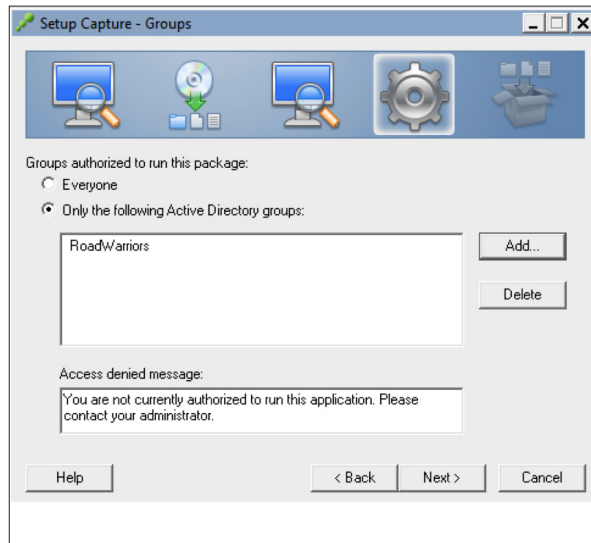 Setup Capture - Groups
Groups authorized to run this package:
Everyone
Only the following Active Directory groups:
RoadWarriors
Add...
Delete
Access denied message:
You are not currently authorized to run this application. Please
contact your administrator.
Help
< Back
Next >
Cancel